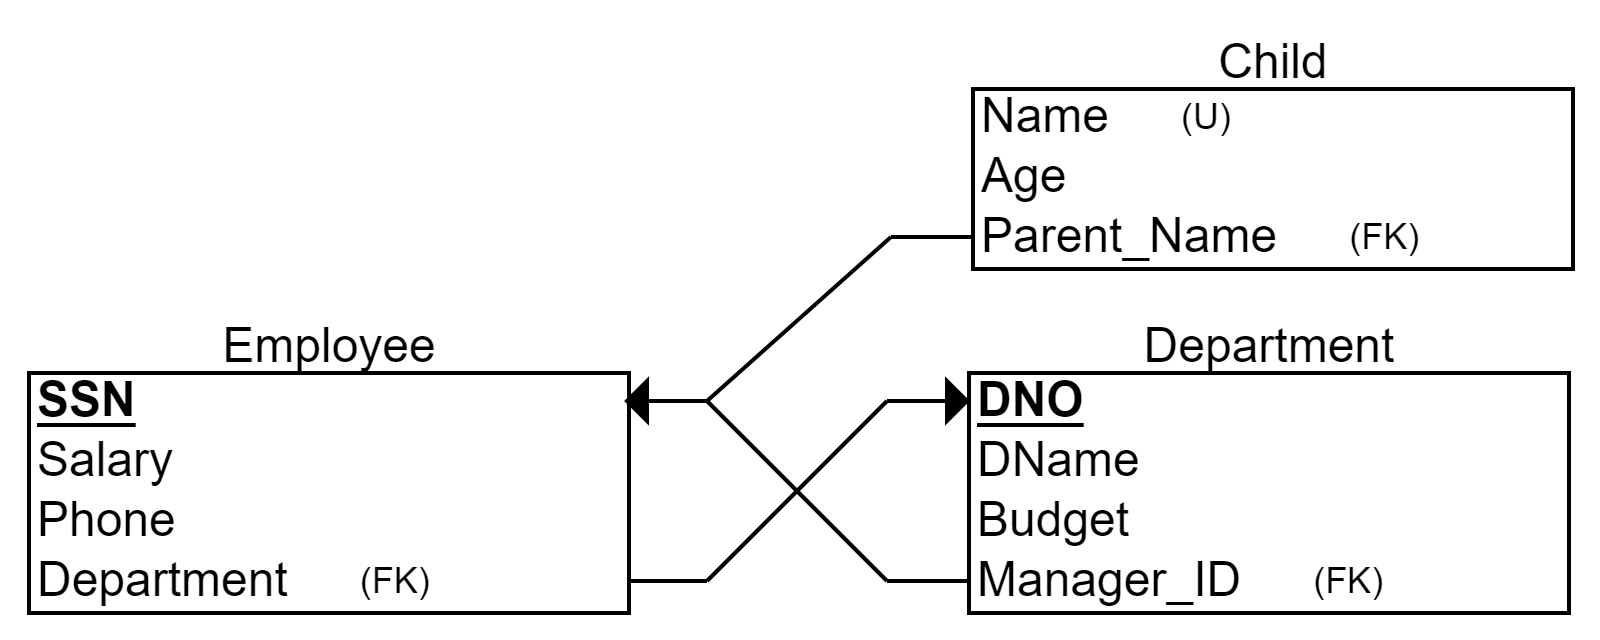 Child
Name (U)
Age
Parent_Name (FK)
Employee
SSN
Salary
Phone
Department (FK)
Department
DNO
DName
Budget
Manager_ID (FK)